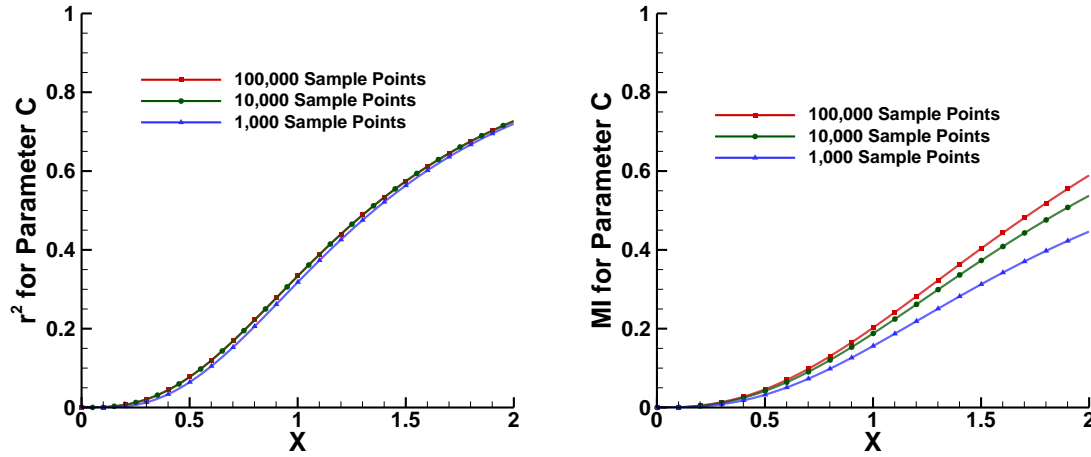 r² for Parameter C
1
0.8
0.6
0.4
0.2
0
100,000 Sample Points
10,000 Sample Points
1,000 Sample Points
0 0.5 1 1.5 2
X
MI for Parameter C
1
0.8
0.6
0.4
0.2
0
100,000 Sample Points
10,000 Sample Points
1,000 Sample Points
0 0.5 1 1.5 2
X